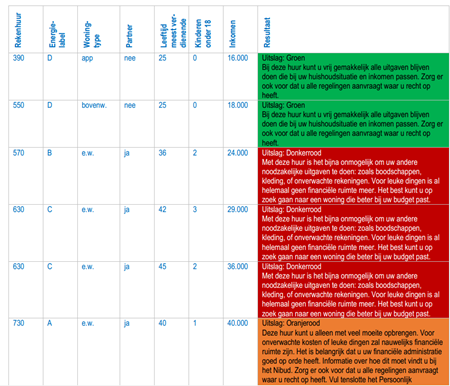 Rekenhuur Energie-label Woning-type Partner Leeftijd meest ver-dienende Kinderen onder 18 Inkomen Resultaat
390 D app nee 25 0 16.000 Uitslag: Groen
Bij deze huur kunt u vrij gemakkelijk alle uitgaven blijven
doen die bij uw huishoudsituatie en inkomen passen. Zorg er
ook voor dat u alle regelingen aanvraagt waar u recht op
heeft.
550 D bovenw. nee 25 0 18.000 Uitslag: Groen
Bij deze huur kunt u vrij gemakkelijk alle uitgaven blijven
doen die bij uw huishoudsituatie en inkomen passen. Zorg er
ook voor dat u alle regelingen aanvraagt waar u recht op
heeft.
570 B e.w. ja 36 2 24.000 Uitslag: Donkerrood
Met deze huur is het bijna onmogelijk om uw andere
noodzakelijke uitgaven te doen: zoals boodschappen,
kleding, of onverwachte rekeningen. Voor leuke dingen is al
helemaal geen financiële ruimte meer. Het best kunt u op
zoek gaan naar een woning die beter bij uw budget past.
630 C e.w. ja 42 3 29.000 Uitslag: Donkerrood
Met deze huur is het bijna onmogelijk om uw andere
noodzakelijke uitgaven te doen: zoals boodschappen,
kleding, of onverwachte rekeningen. Voor leuke dingen is al
helemaal geen financiële ruimte meer. Het best kunt u op
zoek gaan naar een woning die beter bij uw budget past.
630 C e.w. ja 45 2 36.000 Uitslag: Donkerrood
Met deze huur is het bijna onmogelijk om uw andere
noodzakelijke uitgaven te doen: zoals boodschappen,
kleding, of onverwachte rekeningen. Voor leuke dingen is al
helemaal geen financiële ruimte meer. Het best kunt u op
zoek gaan naar een woning die beter bij uw budget past.
730 A e.w. ja 40 1 40.000 Uitslag: Oranjerood
Deze huur kunt u alleen met veel moeite opbrengen. Voor
onverwachte kosten of leuke dingen zal nauwelijks financiële
ruimte zijn. Het is belangrijk dat u uw financiële administratie
goed op orde heeft. Informatie over hoe dit moet vindt u bij
het Nibud. Zorg er ook voor dat u alle regelingen aanvraagt
waar u recht op heeft. Vul tenslotte het Persoonlijk